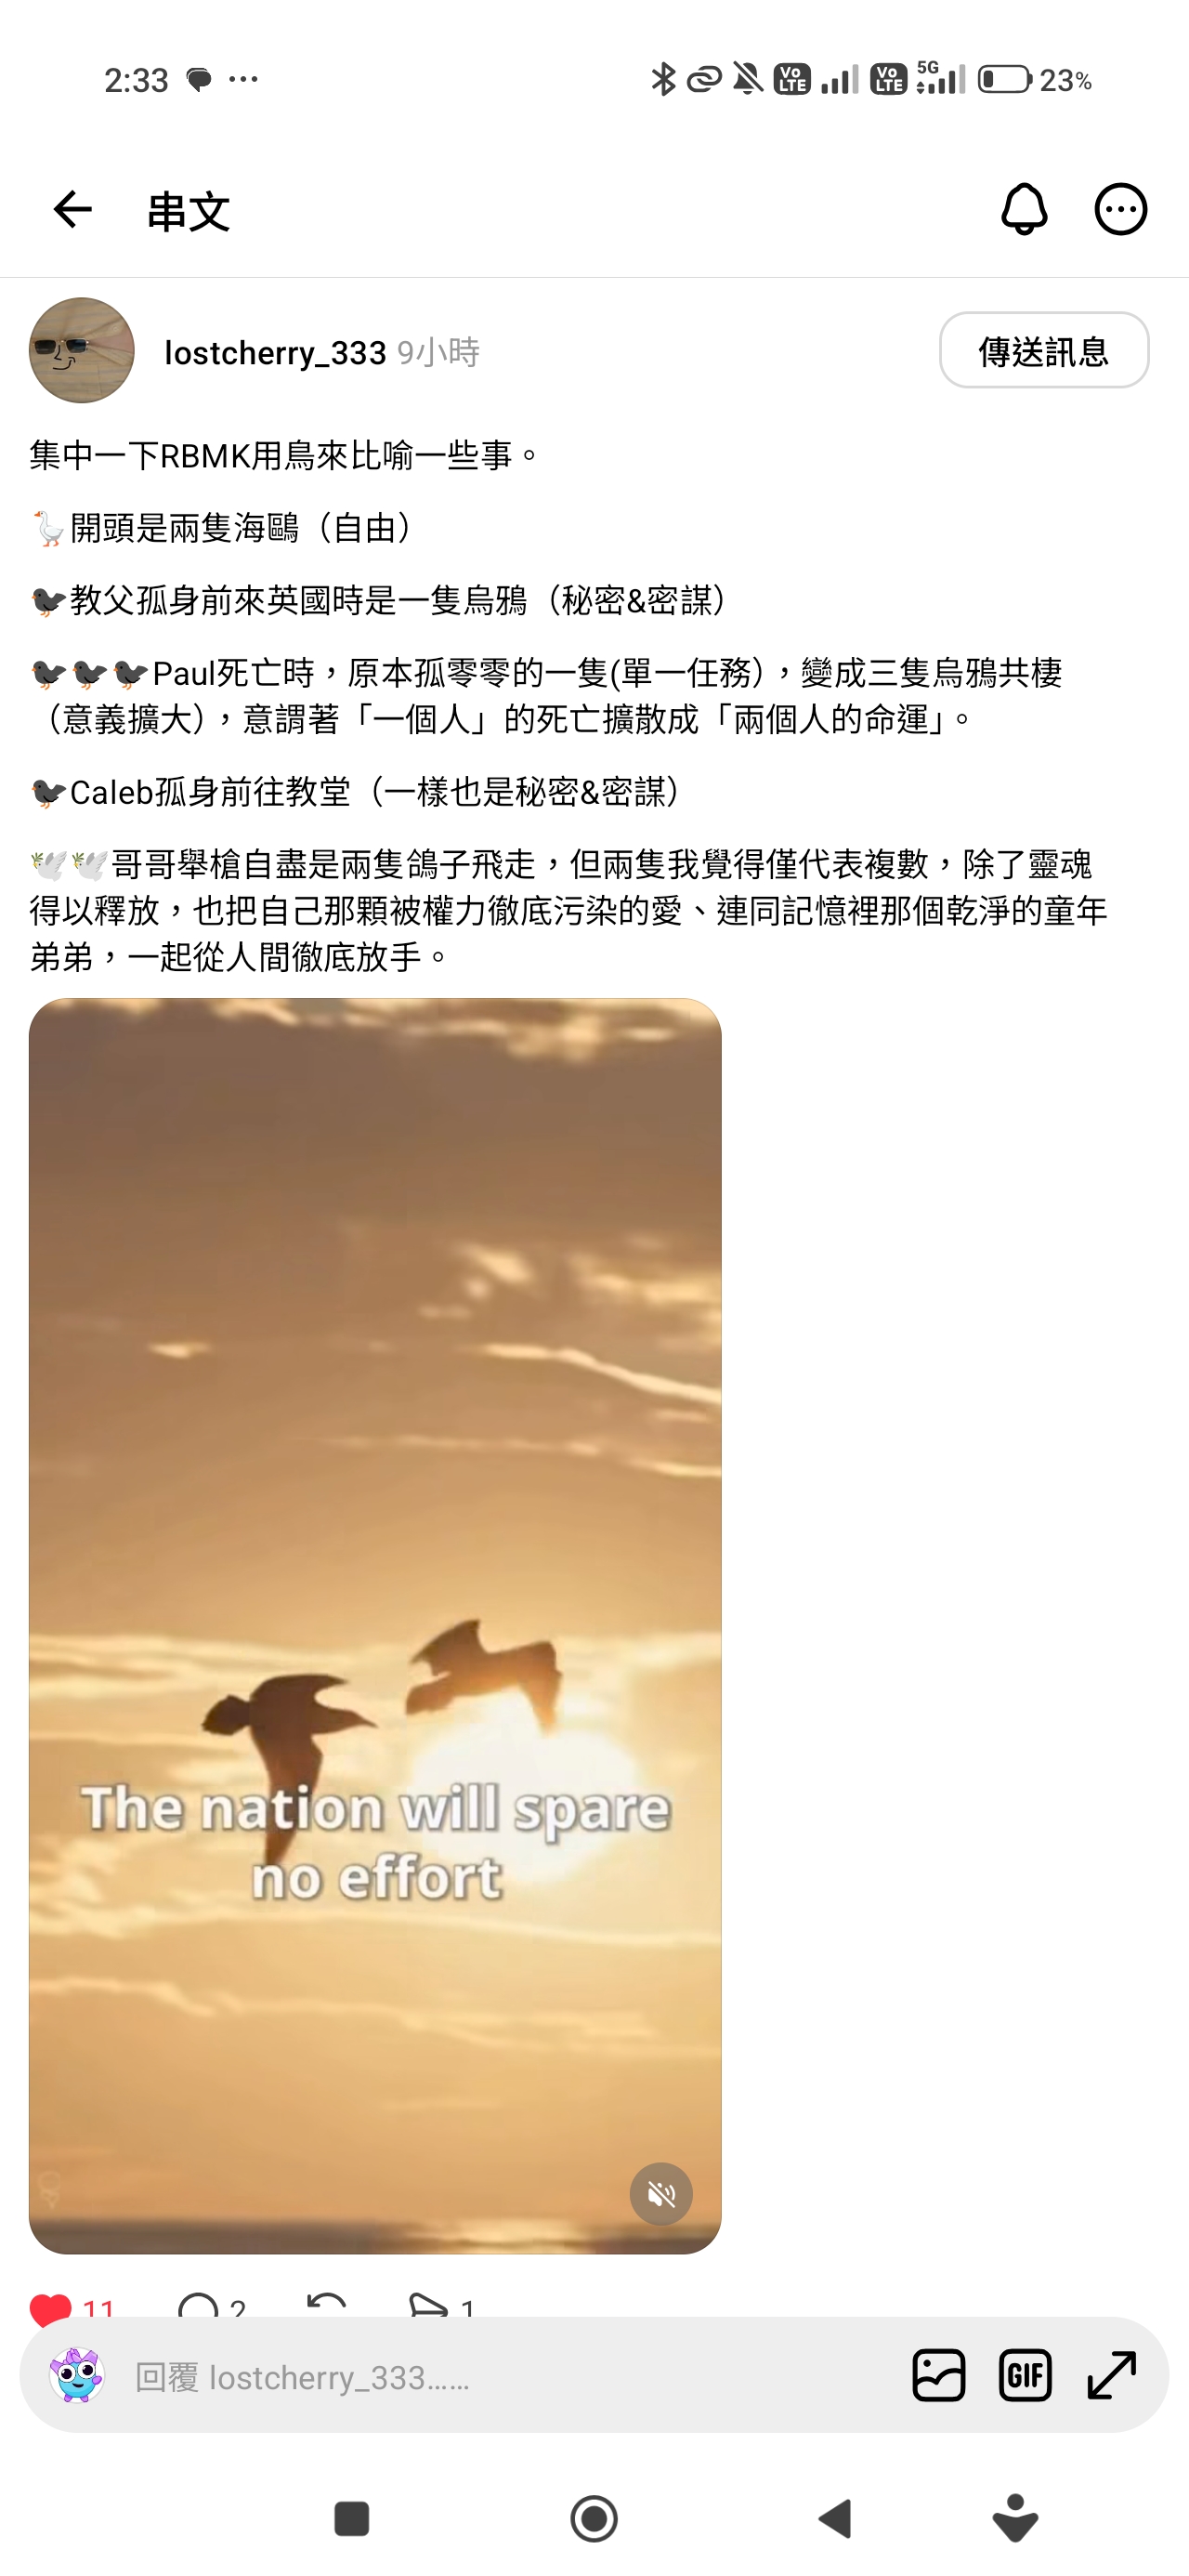 2:33
23%
串文
lostcherry_333 9小時
傳送訊息
集中一下RBMK用鳥來比喻一些事。
開頭是兩隻海鷗（自由）
教父孤身前來英國時是一隻烏鴉（秘密&密謀）
Paul死亡時，原本孤零零的一隻(單一任務)，變成三隻烏鴉共棲
（意義擴大），意謂著「一個人」的死亡擴散成「兩個人的命運」。
Caleb孤身前往教堂（一樣也是秘密&密謀）
哥哥舉槍自盡是兩隻鴿子飛走，但兩隻我覺得僅代表複數，除了靈魂
得以釋放，也把自己那顆被權力徹底污染的愛、連同記憶裡那個乾淨的童年
弟弟，一起從人間徹底放手。
The nation will spare
no effort
11 2 1
回覆 lostcherry_333......
GIF